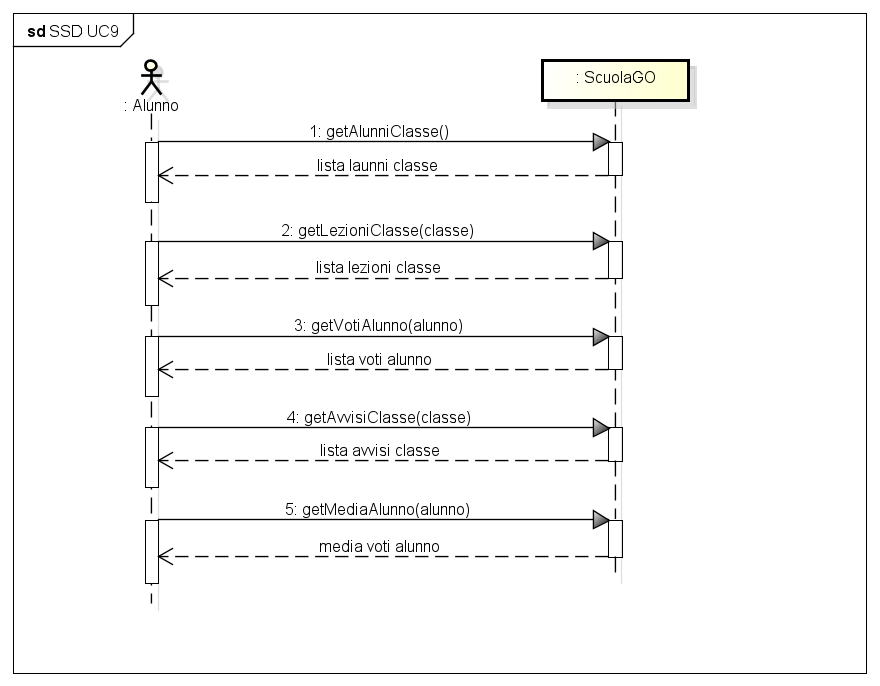 sd SSD UC9
: Alunno
: ScuolaGO
1: getAlunniClasse()
lista launni classe
2: getLezioniClasse(classe)
lista lezioni classe
3: getVotiAlunno(alunno)
lista voti alunno
4: getAvvisiClasse(classe)
lista avvisi classe
5: getMediaAlunno(alunno)
media voti alunno